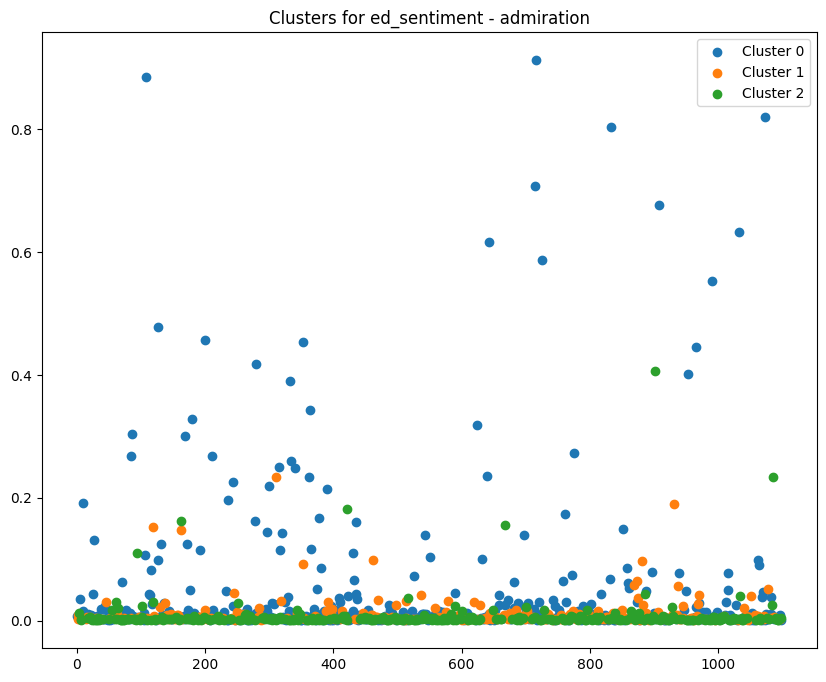 Clusters for ed_sentiment - admiration
Cluster 0
Cluster 1
Cluster 2
0.8
0.6
0.4
0.2
0.0
0 200 400 600 800 1000